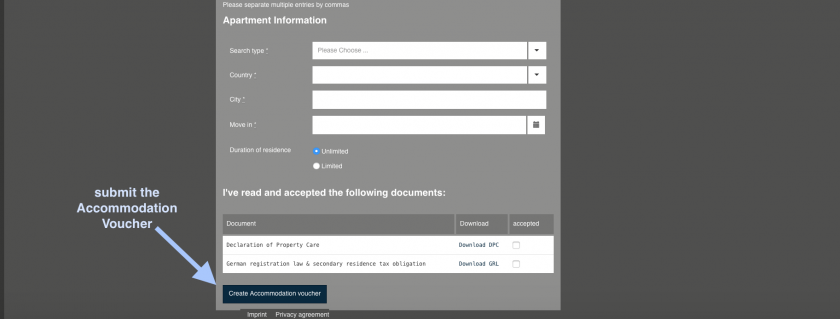 Please separate multiple entries by commas
Apartment Information
Search type *
Please Choose ...
Country *
City *
Move in *
Duration of residence
Unlimited
Limited
submit the
Accommodation
Voucher
I've read and accepted the following documents:
Document Download accepted
Declaration of Property Care Download DPC
German registration law & secondary residence tax obligation Download GRL
Create Accommodation voucher
Imprint Privacy agreement